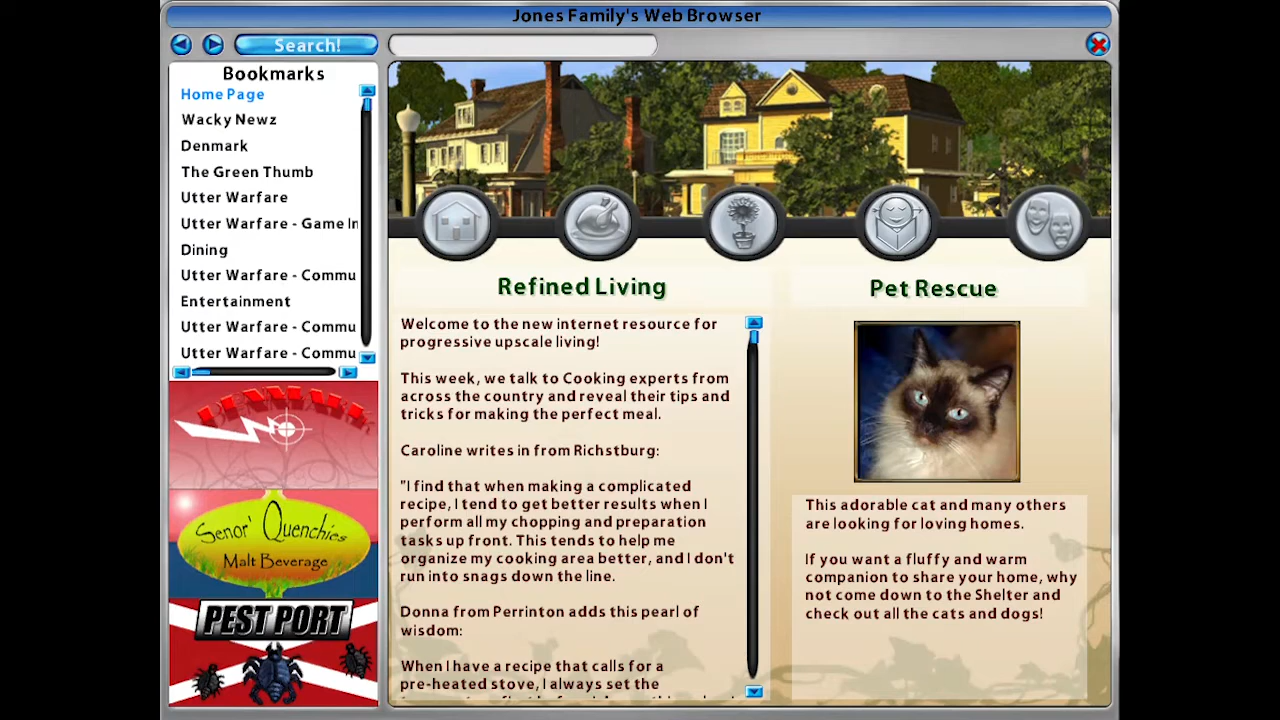 Jones Family's Web Browser
Search!
Bookmarks
Home Page
Wacky Newz
Denmark
The Green Thumb
Utter Warfare
Utter Warfare - Game In
Dining
Utter Warfare - Commu
Entertainment
Utter Warfare - Commu
Utter Warfare - Commu
Senor' Quenchies
Malt Beverage
PEST PORT
Refined Living
Welcome to the new internet resource for
progressive upscale living!
This week, we talk to Cooking experts from
across the country and reveal their tips and
tricks for making the perfect meal.
Caroline writes in from Richstburg:
"I find that when making a complicated
recipe, I tend to get better results when I
perform all my chopping and preparation
tasks up front. This tends to help me
organize my cooking area better, and I don't
run into snags down the line.
Donna from Perrinton adds this pearl of
wisdom:
When I have a recipe that calls for a
pre-heated stove, I always set the
Pet Rescue
This adorable cat and many others
are looking for loving homes.
If you want a fluffy and warm
companion to share your home, why
not come down to the Shelter and
check out all the cats and dogs!